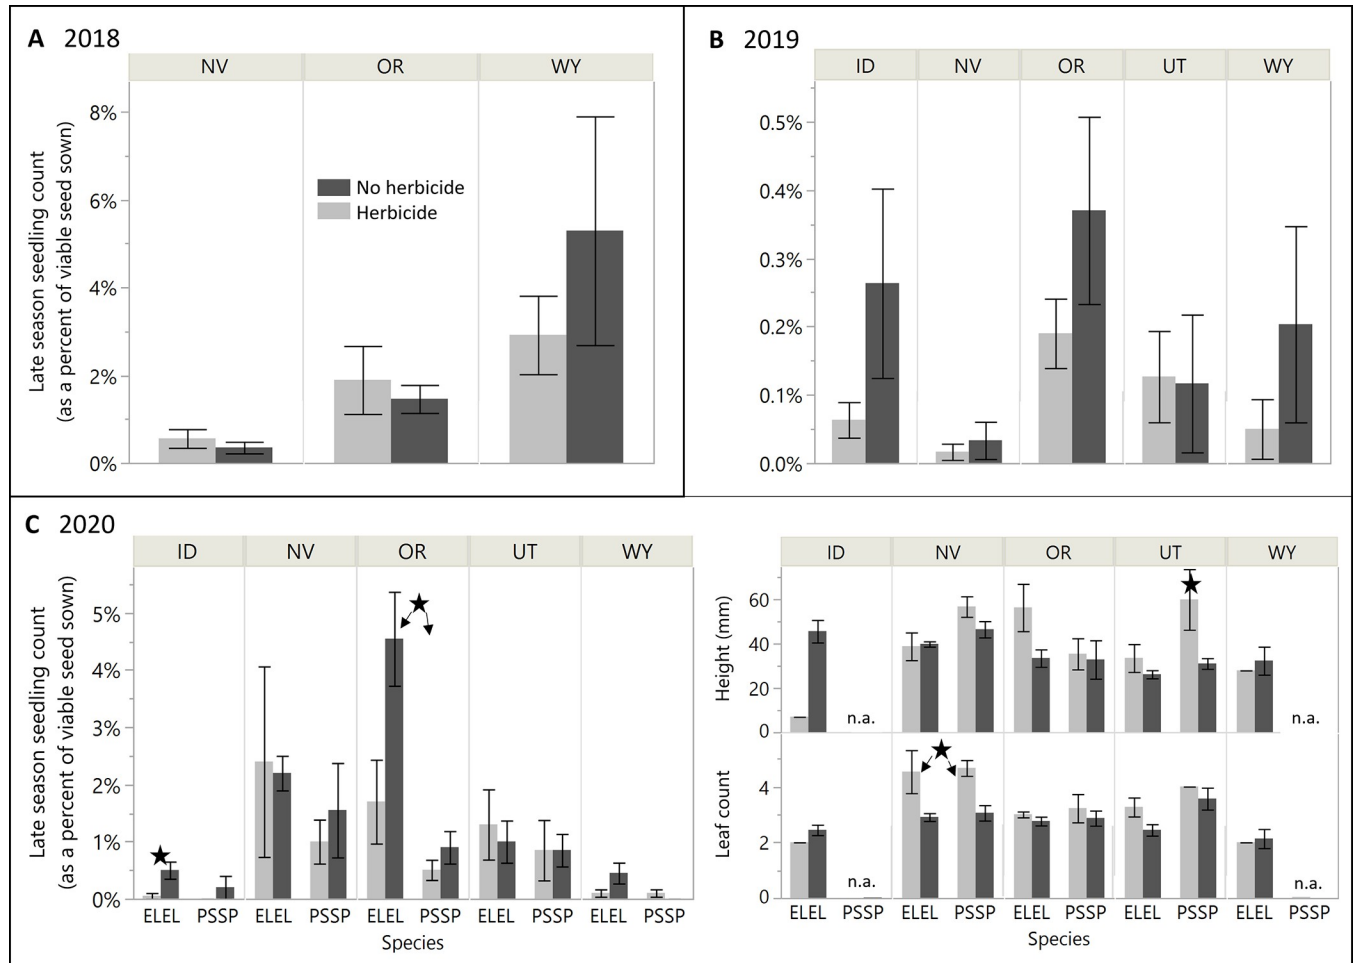 A 2018
NV OR WY
Late season seedling count
(as a percent of viable seed sown)
8%
6%
4%
2%
0%
No herbicide
Herbicide
B 2019
ID NV OR UT WY
0.5%
0.4%
0.3%
0.2%
0.1%
0.0%
C 2020
ID NV OR UT WY
Late season seedling count
(as a percent of viable seed sown)
5%
4%
3%
2%
1%
0%
ELEL PSSP ELEL PSSP ELEL PSSP ELEL PSSP ELEL PSSP
Species
ID NV OR UT WY
Height (mm)
60
40
20
0
n.a.
n.a.
Leaf count
4
2
0
n.a.
n.a.
ELEL PSSP ELEL PSSP ELEL PSSP ELEL PSSP ELEL PSSP
Species